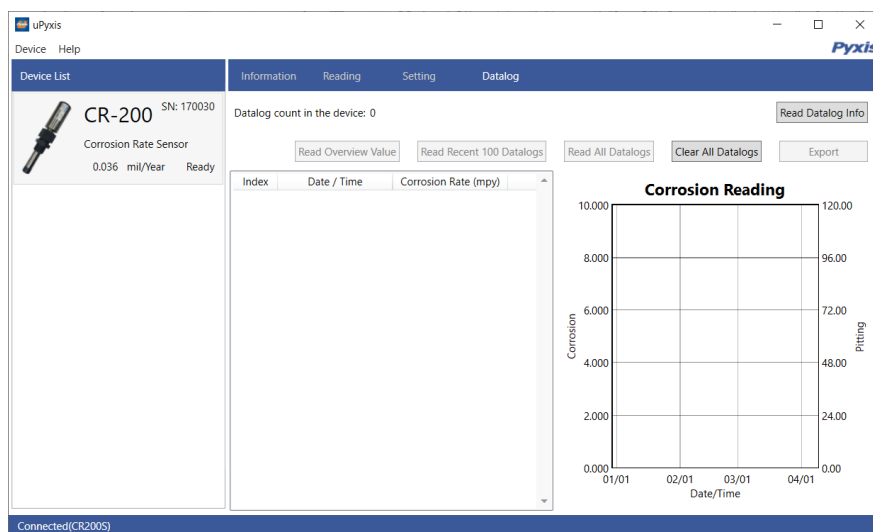 uPyxis
Device Help
Pyxis
Device List
Information Reading Setting Datalog
CR-200 SN: 170030
Corrosion Rate Sensor
0.036 mil/Year Ready
Datalog count in the device: 0
Read Datalog Info
Read Overview Value Read Recent 100 Datalogs Read All Datalogs Clear All Datalogs Export
Index Date / Time Corrosion Rate (mpy)
Corrosion Reading
10.000 120.00
8.000 96.00
6.000 72.00
Corrosion
Pitting
4.000 48.00
2.000 24.00
0.000 0.00
01/01 02/01 03/01 04/01
Date/Time
Connected(CR200S)